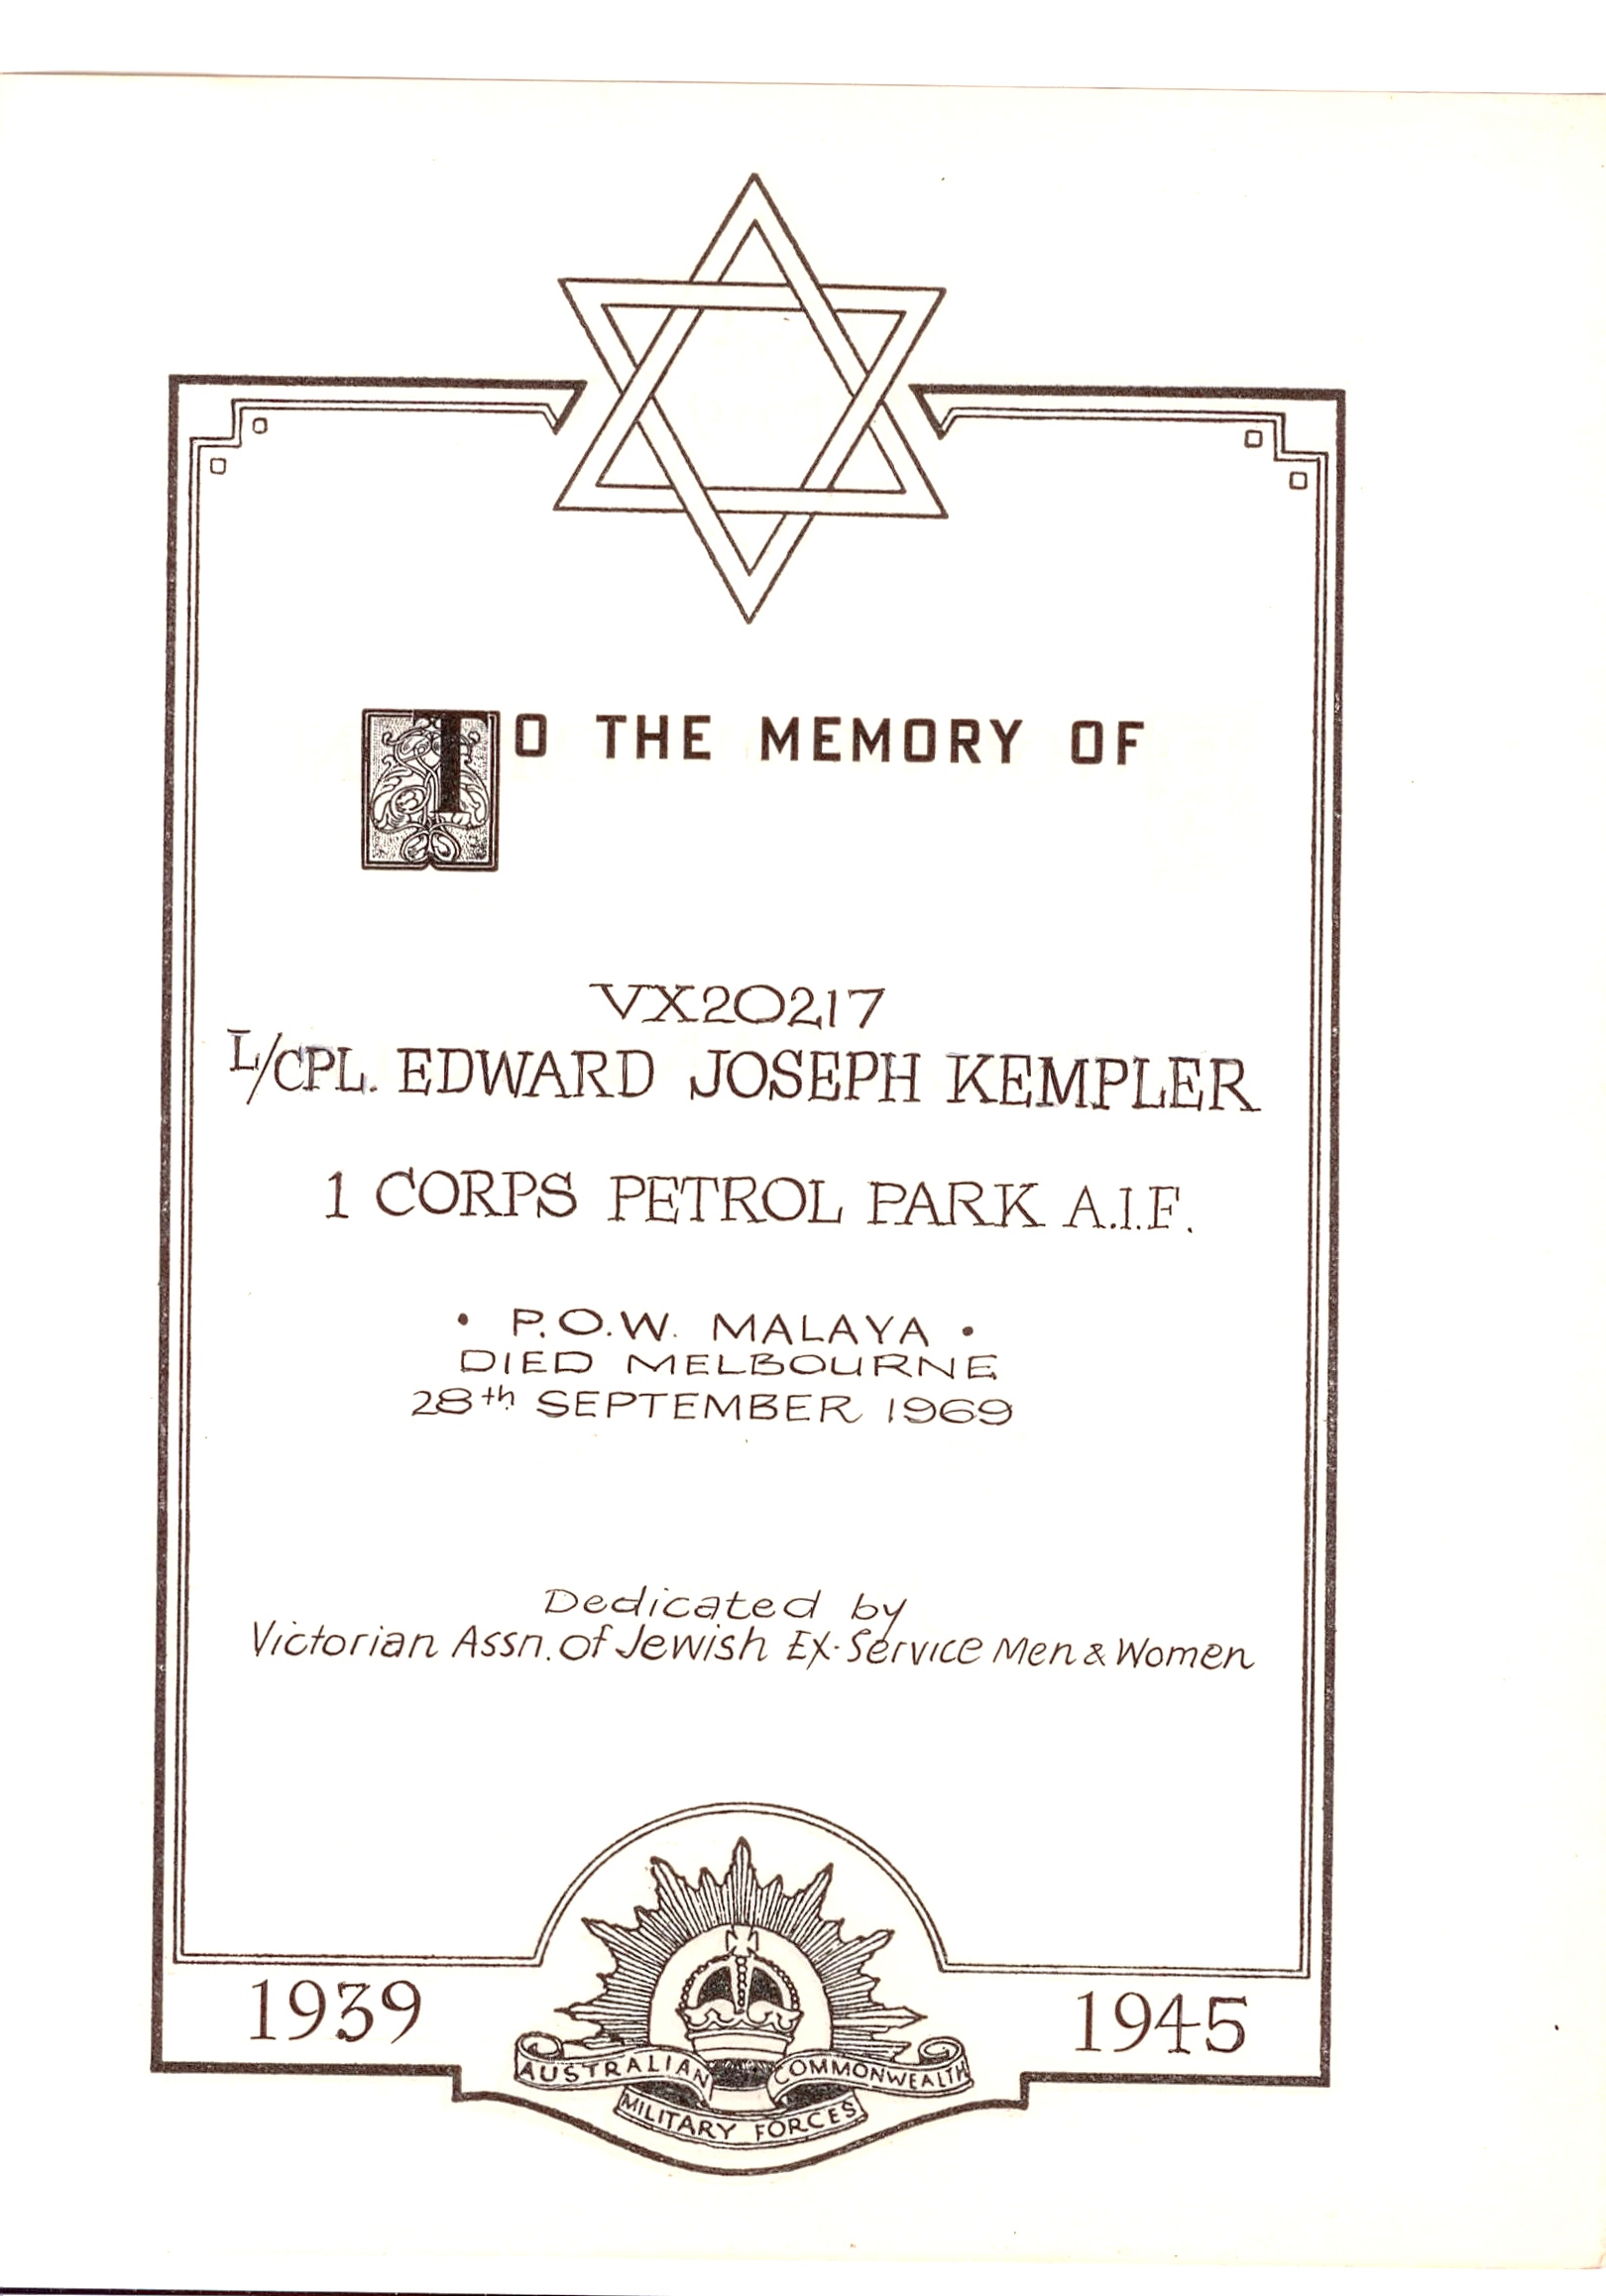 TO THE MEMORY OF
VX20217
L/CPL. EDWARD JOSEPH KEMPLER
1 CORPS PETROL PARK A.I.F.
• P.O.W. MALAYA •
DIED MELBOURNE
28th SEPTEMBER 1969
Dedicated by
Victorian Assn. of Jewish Ex-Service Men & Women
1939
1945
AUSTRALIAN COMMONWEALTH
MILITARY FORCES